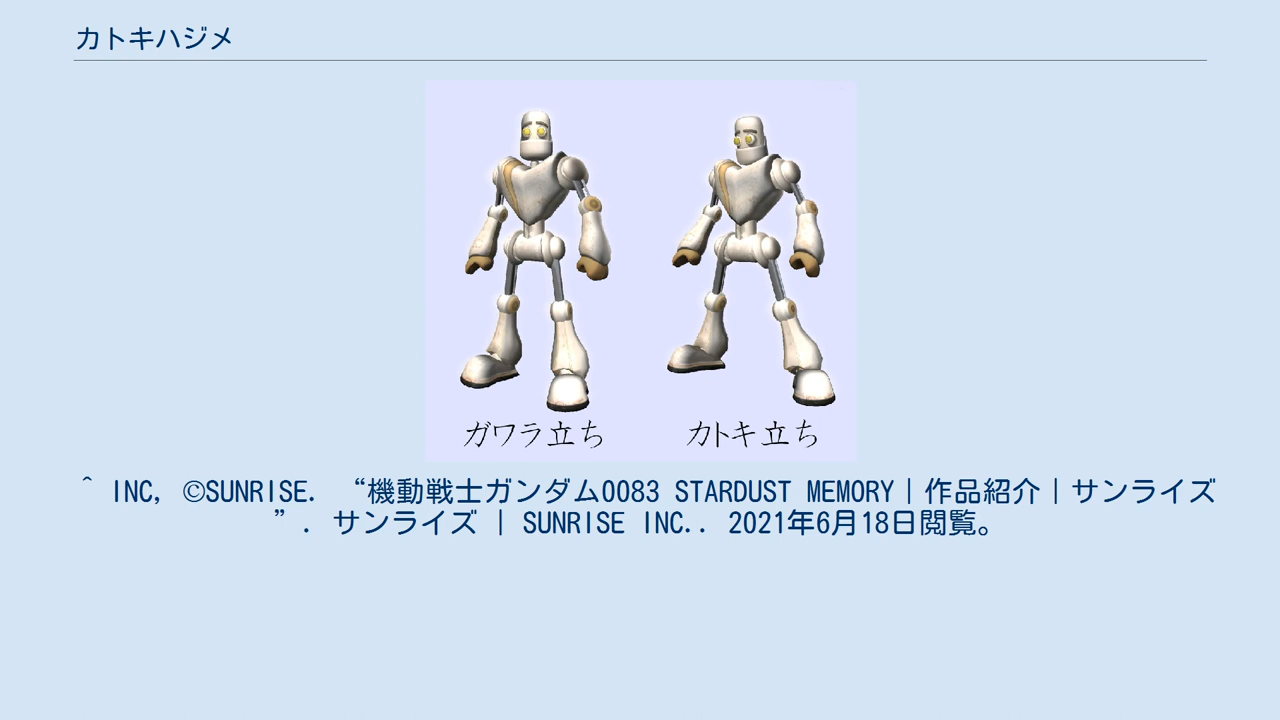 カトキハジメ
ガワラ立ち カトキ立ち
^ INC, ©SUNRISE. “機動戦士ガンダム0083 STARDUST MEMORY|作品紹介|サンライズ
”. サンライズ | SUNRISE INC.. 2021年6月18日閲覧。